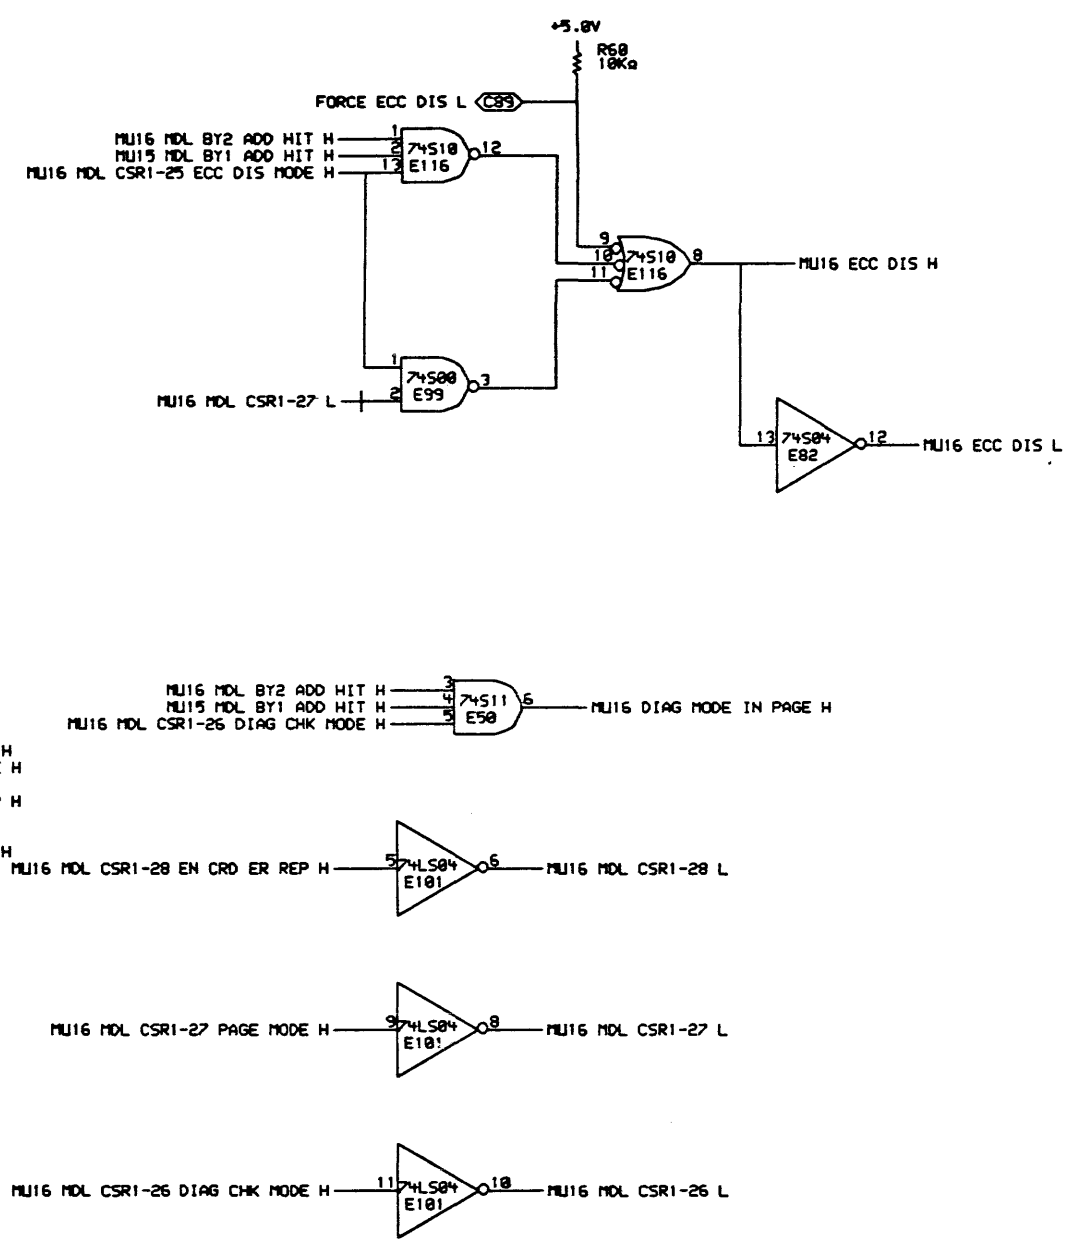 +5.0V
R60
10KΩ
FORCE ECC DIS L C89
MU16 MDL BY2 ADD HIT H 1
MU15 MDL BY1 ADD HIT H 2
MU16 MDL CSR1-25 ECC DIS MODE H 13
74S10
E116
12
9
10
11
74S10
E116
8
MU16 ECC DIS H
1
MU16 MDL CSR1-27 L 2
74S00
E99
3
13
74S04
E82
12
MU16 ECC DIS L
MU16 MDL BY2 ADD HIT H 3
MU15 MDL BY1 ADD HIT H 4
MU16 MDL CSR1-26 DIAG CHK MODE H 5
74S11
E50
6
MU16 DIAG MODE IN PAGE H
H
H
H
H
MU16 MDL CSR1-28 EN CRD ER REP H 5
74LS04
E101
6
MU16 MDL CSR1-28 L
MU16 MDL CSR1-27 PAGE MODE H 9
74LS04
E101
8
MU16 MDL CSR1-27 L
MU16 MDL CSR1-26 DIAG CHK MODE H 11
74LS04
E101
10
MU16 MDL CSR1-26 L